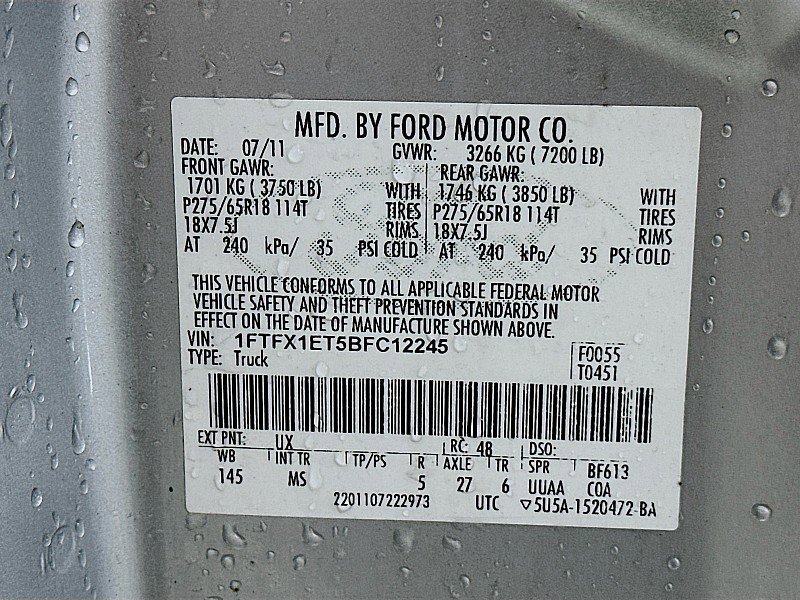 MFD. BY FORD MOTOR CO.
DATE: 07/11 GVWR: 3266 KG ( 7200 LB)
FRONT GAWR: REAR GAWR:
1701 KG ( 3750 LB) WITH 1746 KG ( 3850 LB) WITH
P275/65R18 114T TIRES P275/65R18 114T TIRES
18X7.5J RIMS 18X7.5J RIMS
AT 240 kPa/ 35 PSI COLD AT 240 kPa/ 35 PSI COLD
THIS VEHICLE CONFORMS TO ALL APPLICABLE FEDERAL MOTOR
VEHICLE SAFETY AND THEFT PREVENTION STANDARDS IN
EFFECT ON THE DATE OF MANUFACTURE SHOWN ABOVE.
VIN: 1FTFX1ET5BFC12245 F0055
TYPE: Truck T0451
EXT PNT: UX RC: 48 DSO:
WB INT TR TP/PS R AXLE TR SPR BF613
145 MS 5 27 6 UUAA COA
2201107222973 UTC ▽5U5A-1520472-BA